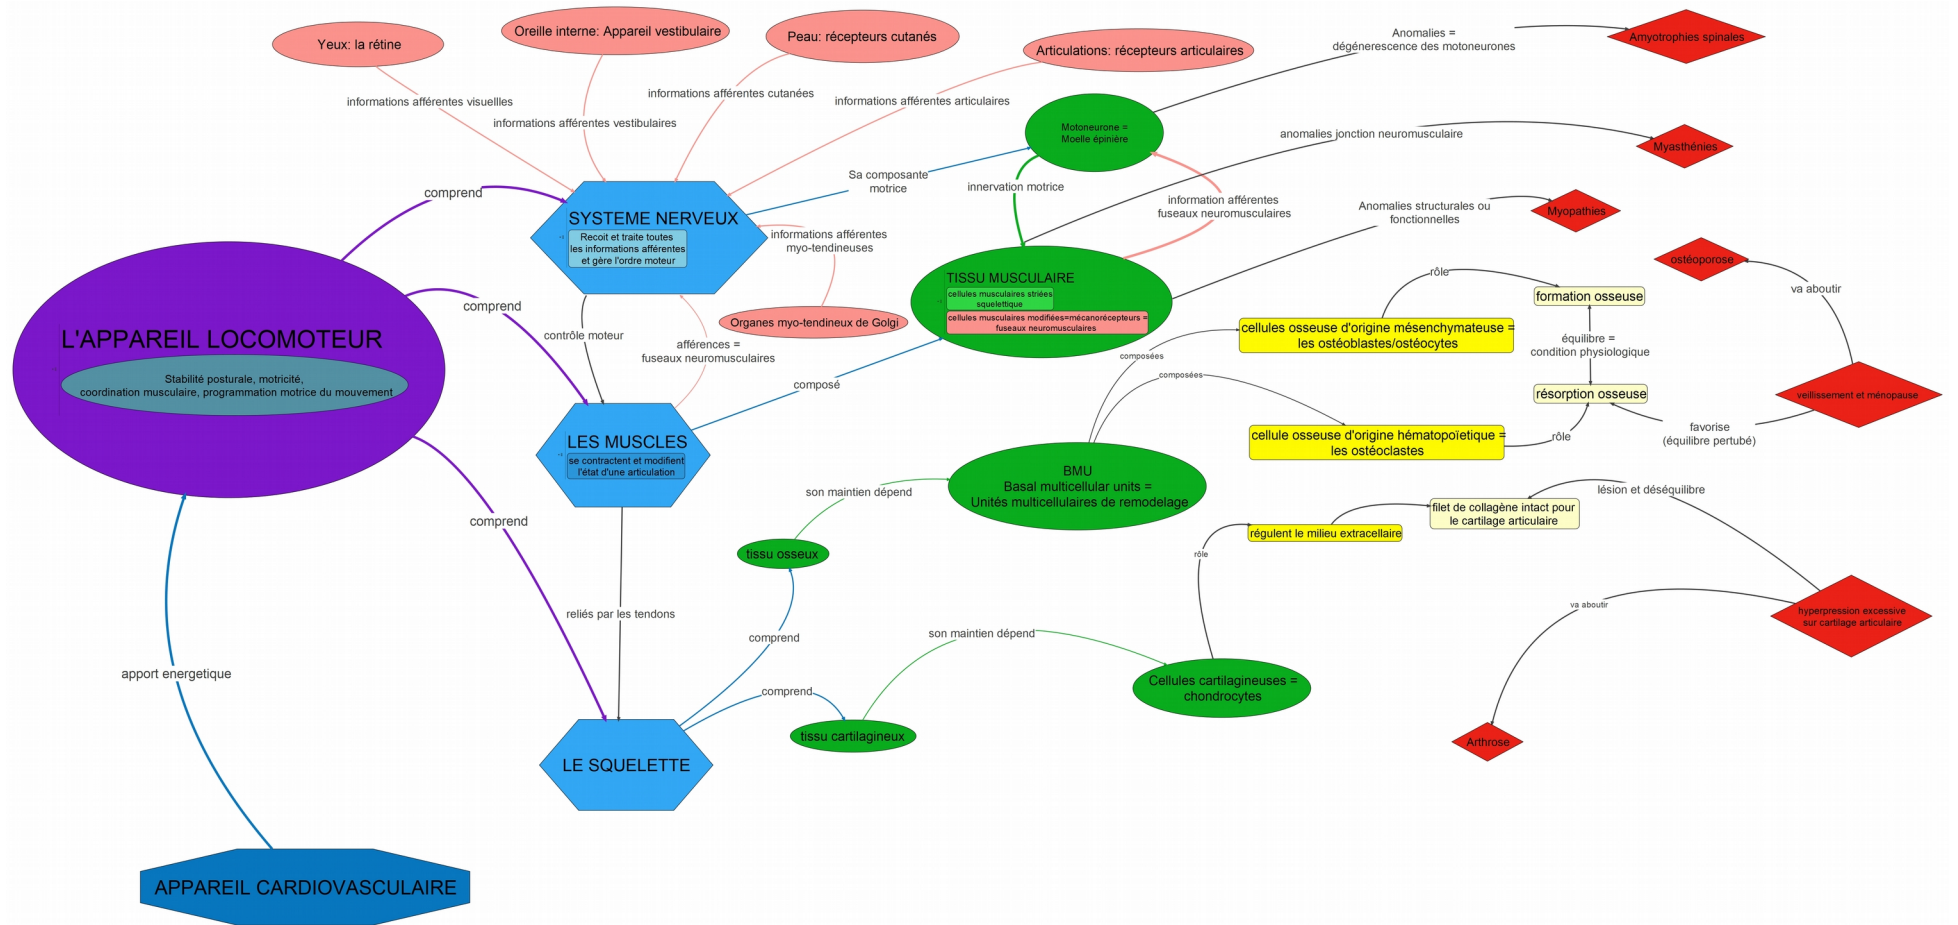 Yeux: la rétine
Oreille interne: Appareil vestibulaire
Peau: récepteurs cutanés
Articulations: récepteurs articulaires
Anomalies =
dégénerescence des motoneurones
Amyotrophies spinales
informations afférentes visuellles
informations afférentes vestibulaires
informations afférentes cutanées
informations afférentes articulaires
Motoneurone =
Moelle épinière
anomalies jonction neuromusculaire
Myasthénies
comprend
Sa composante
motrice
innervation motrice
information afférentes
fuseaux neuromusculaires
Anomalies structurales ou
fonctionnelles
Myopathies
SYSTEME NERVEUX
Recoit et traite toutes
les informations afférentes
et gère l'ordre moteur
informations afférentes
myo-tendineuses
TISSU MUSCULAIRE
cellules musculaires striées
squelettique
cellules musculaires modifiées=mécanorécepteurs =
fuseaux neuromusculaires
ostéoporose
va aboutir
rôle
formation osseuse
comprend
contrôle moteur
Organes myo-tendineux de Golgi
afférences =
fuseaux neuromusculaires
cellules osseuse d'origine mésenchymateuse =
les ostéoblastes/ostéocytes
équilibre =
condition physiologique
L'APPAREIL LOCOMOTEUR
Stabilité posturale, motricité,
coordination musculaire, programmation motrice du mouvement
composées
composé
composées
résorption osseuse
veillissement et ménopause
favorise
(équilibre pertubé)
LES MUSCLES
se contractent et modifient
l'état d'une articulation
cellule osseuse d'origine hématopoïetique =
les ostéoclastes
rôle
BMU
Basal multicellular units =
Unités multicellulaires de remodelage
son maintien dépend
lésion et déséquilibre
filet de collagène intact pour
le cartilage articulaire
comprend
régulent le milieu extracellaire
tissu osseux
rôle
reliés par les tendons
comprend
son maintien dépend
va aboutir
hyperpression excessive
sur cartilage articulaire
apport energetique
comprend
Cellules cartilagineuses =
chondrocytes
tissu cartilagineux
Arthrose
LE SQUELETTE
APPAREIL CARDIOVASCULAIRE